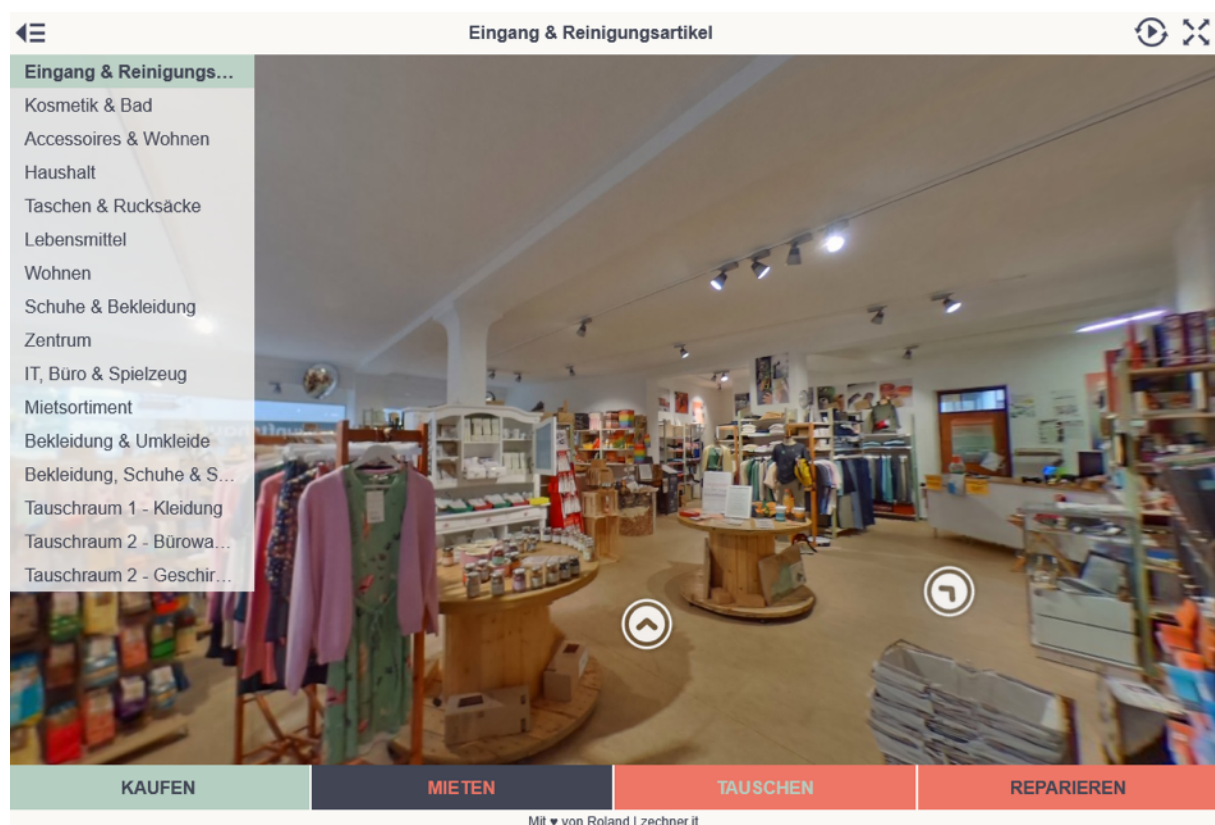 Eingang & Reinigungsartikel
Eingang & Reinigungs...
Kosmetik & Bad
Accessoires & Wohnen
Haushalt
Taschen & Rucksäcke
Lebensmittel
Wohnen
Schuhe & Bekleidung
Zentrum
IT, Büro & Spielzeug
Mietsortiment
Bekleidung & Umkleide
Bekleidung, Schuhe & S...
Tauschraum 1 - Kleidung
Tauschraum 2 - Bürowa...
Tauschraum 2 - Geschir...
KAUFEN
MIETEN
TAUSCHEN
REPARIEREN
Mit ♥ von Roland | zechner.it